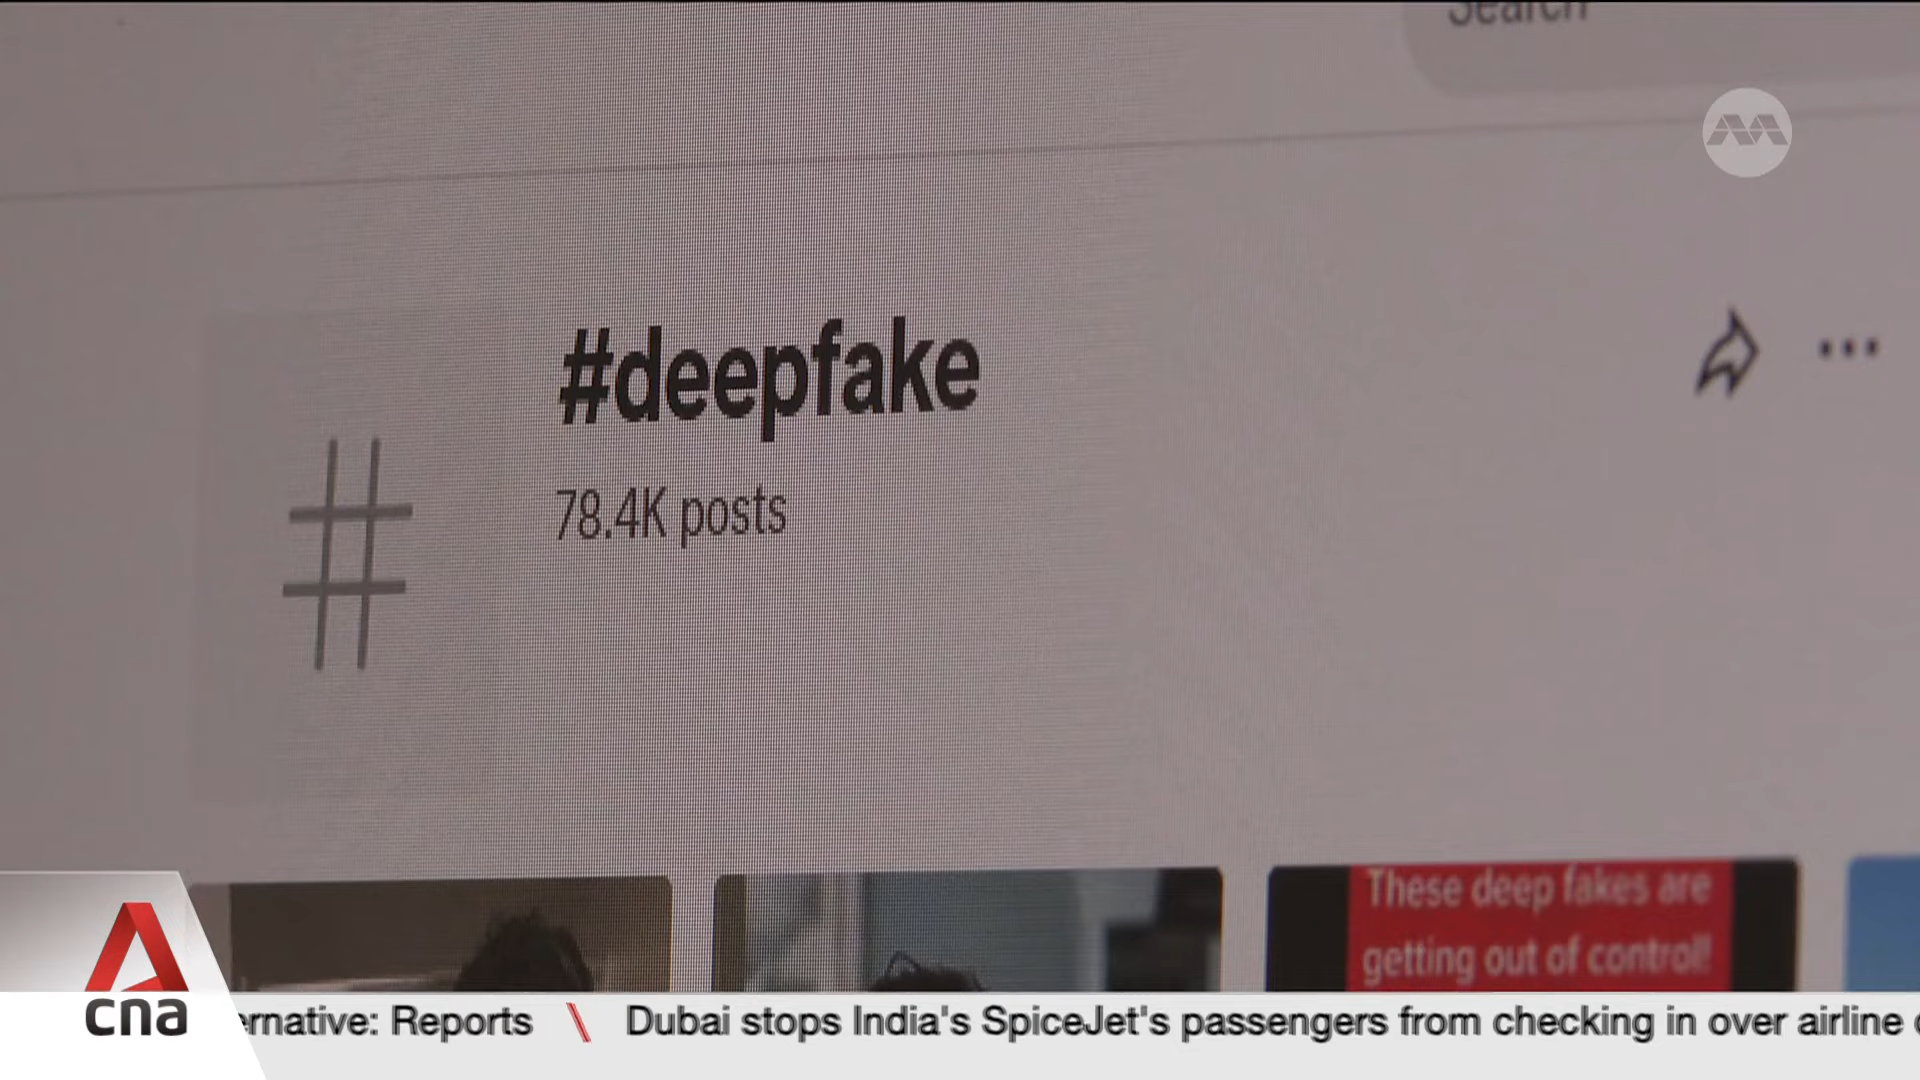 Search
#deepfake
78.4K posts
These deep fakes are
getting out of control!
cna
ernative: Reports \ Dubai stops India's SpiceJet's passengers from checking in over airline